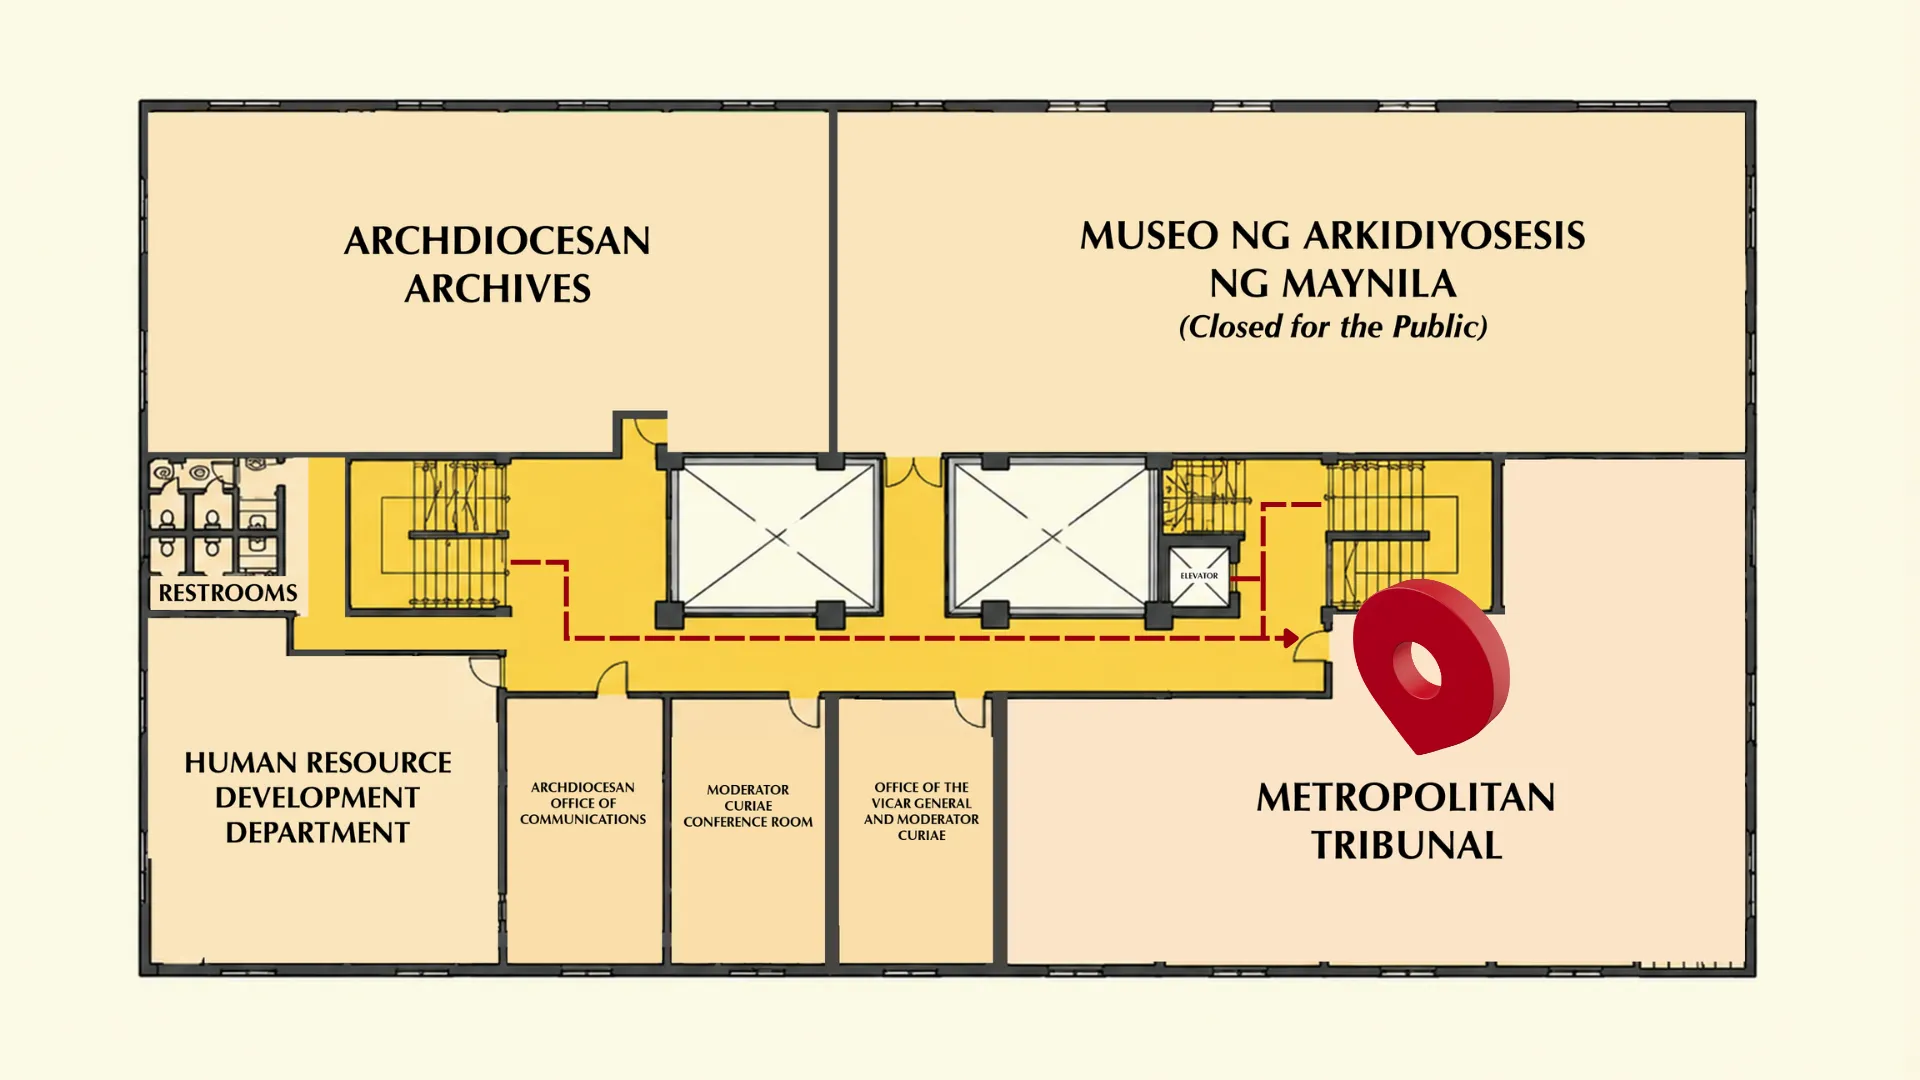 ARCHDIOCESAN
ARCHIVES
MUSEO NG ARKIDIYOSESIS
NG MAYNILA
(Closed for the Public)
ELEVATOR
RESTROOMS
HUMAN RESOURCE
DEVELOPMENT
DEPARTMENT
ARCHDIOCESAN
OFFICE OF
COMMUNICATIONS
MODERATOR
CURIAE
CONFERENCE ROOM
OFFICE OF THE
VICAR GENERAL
AND MODERATOR
CURIAE
METROPOLITAN
TRIBUNAL